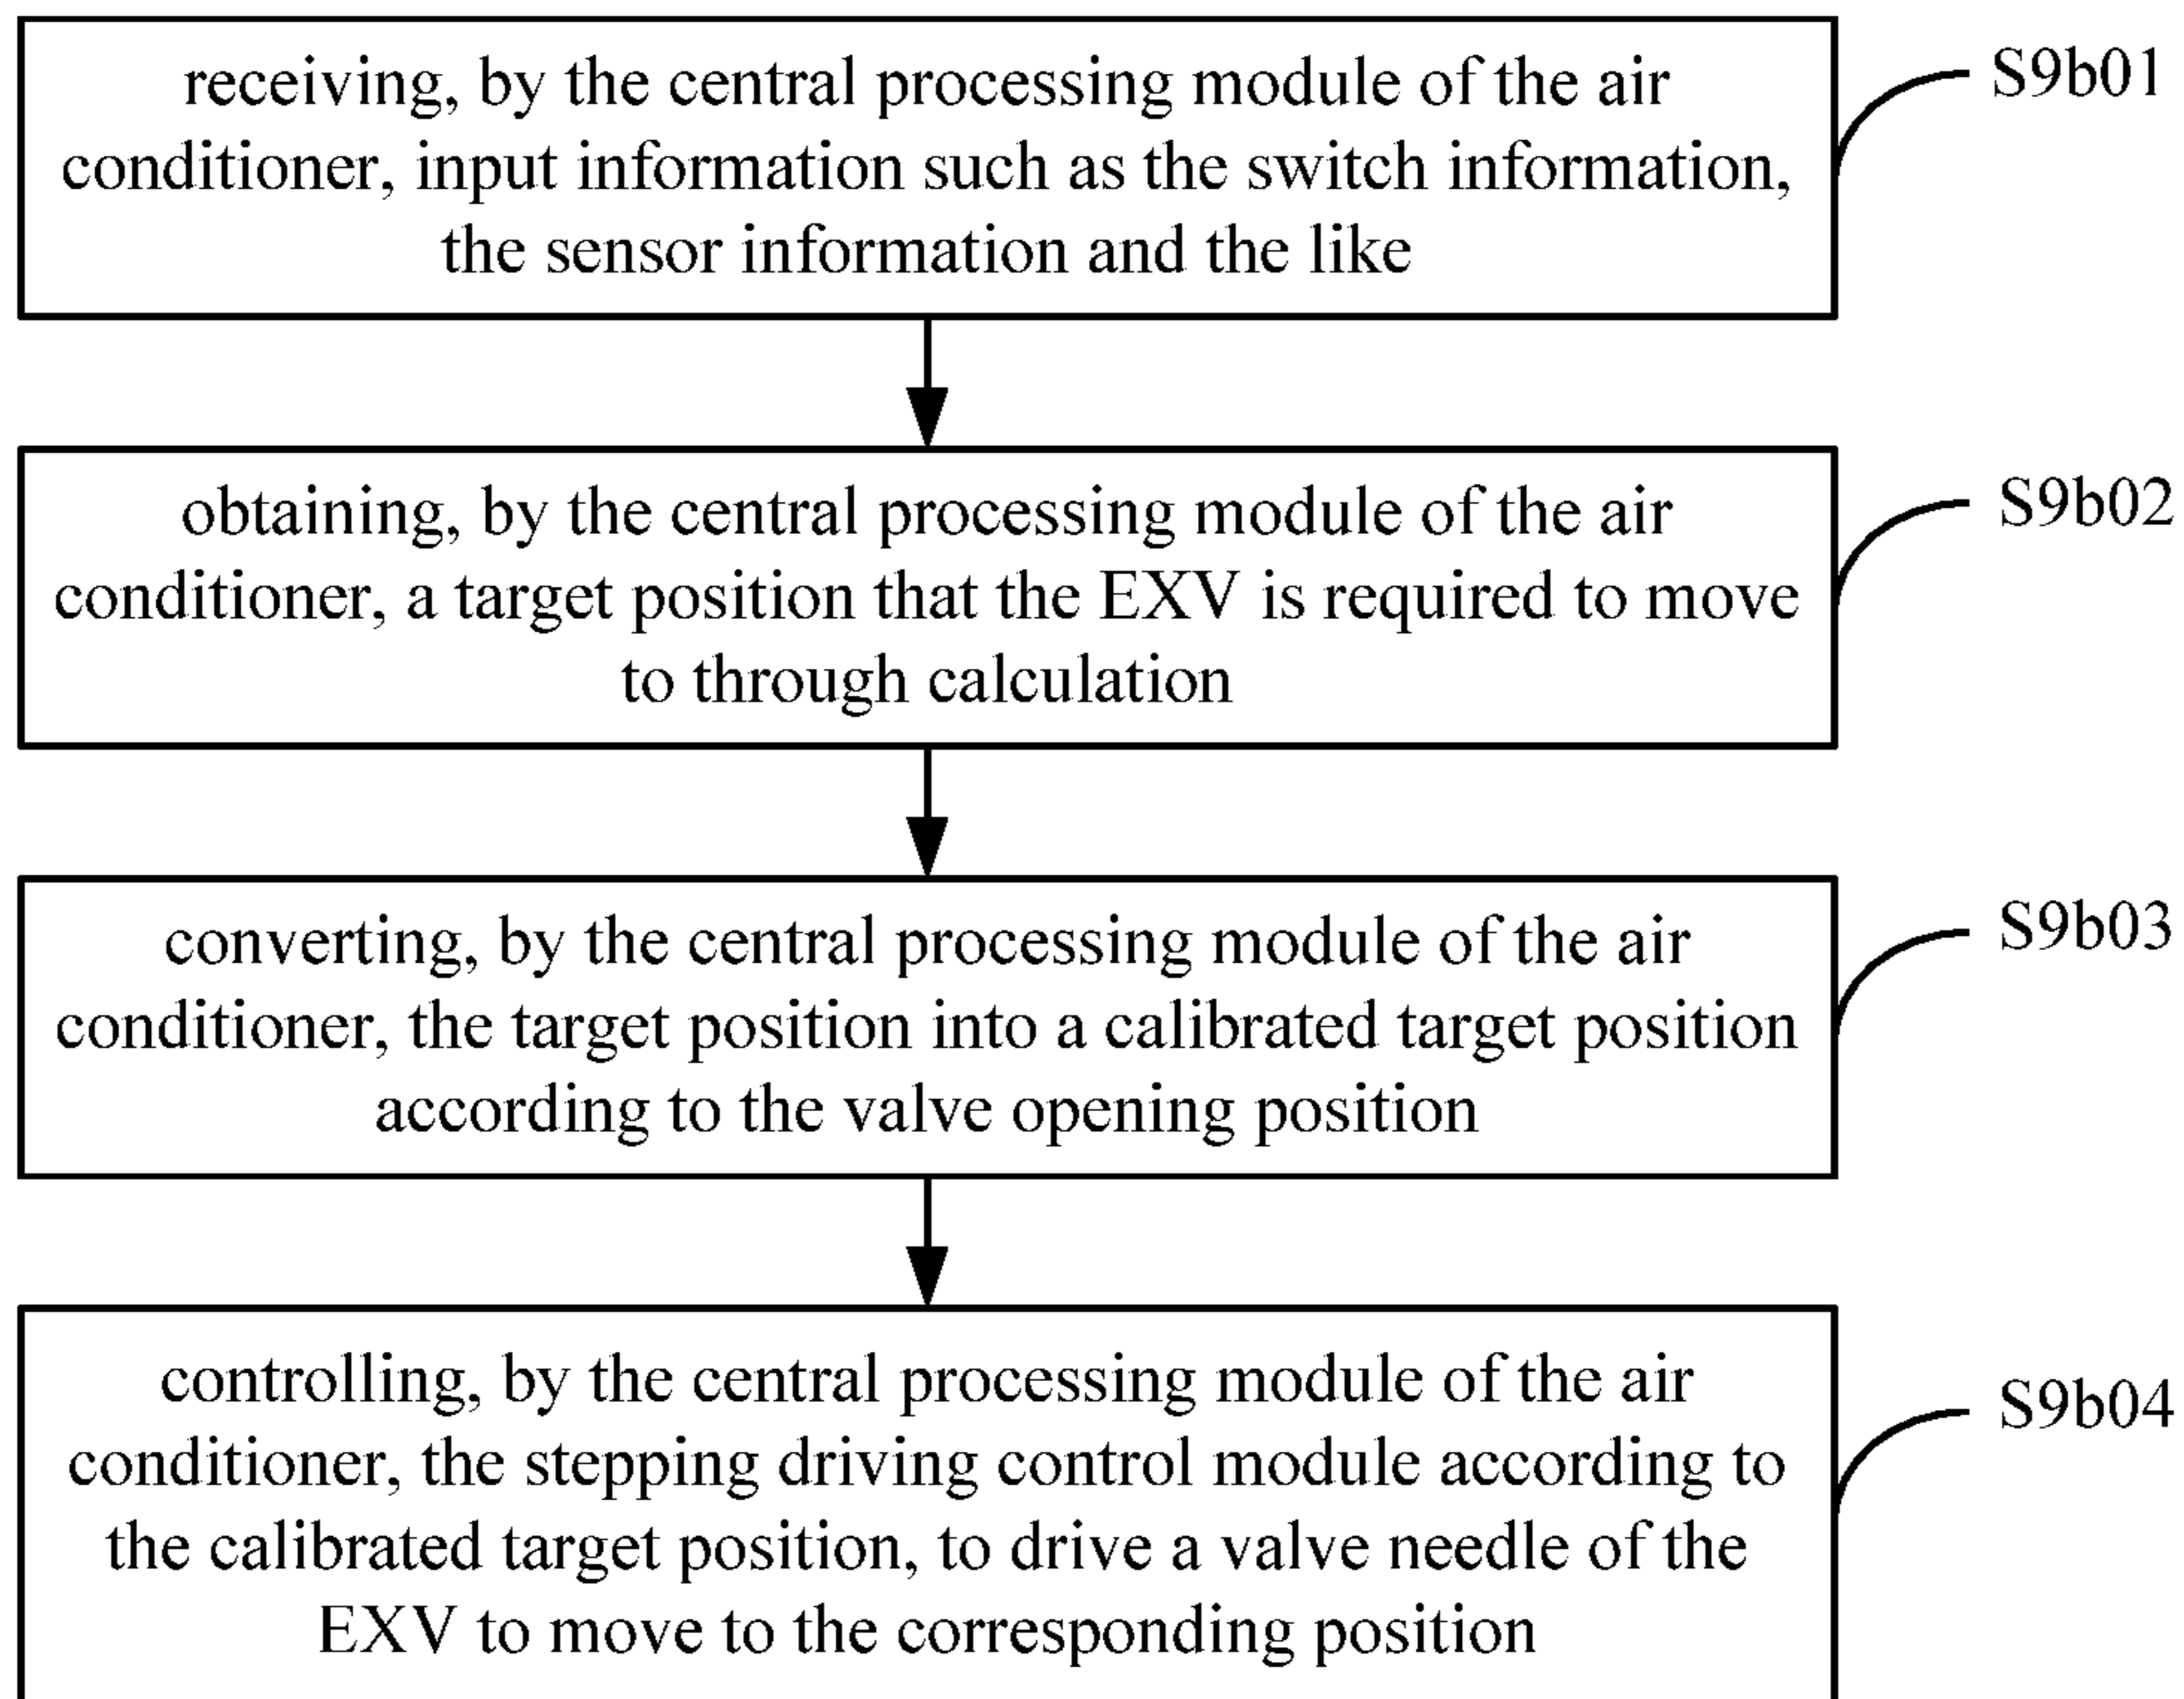 receiving, by the central processing module of the air
conditioner, input information such as the switch information,
the sensor information and the like
S9b01
obtaining, by the central processing module of the air
conditioner, a target position that the EXV is required to move
to through calculation
S9b02
converting, by the central processing module of the air
conditioner, the target position into a calibrated target position
according to the valve opening position
S9b03
controlling, by the central processing module of the air
conditioner, the stepping driving control module according to
the calibrated target position, to drive a valve needle of the
EXV to move to the corresponding position
S9b04